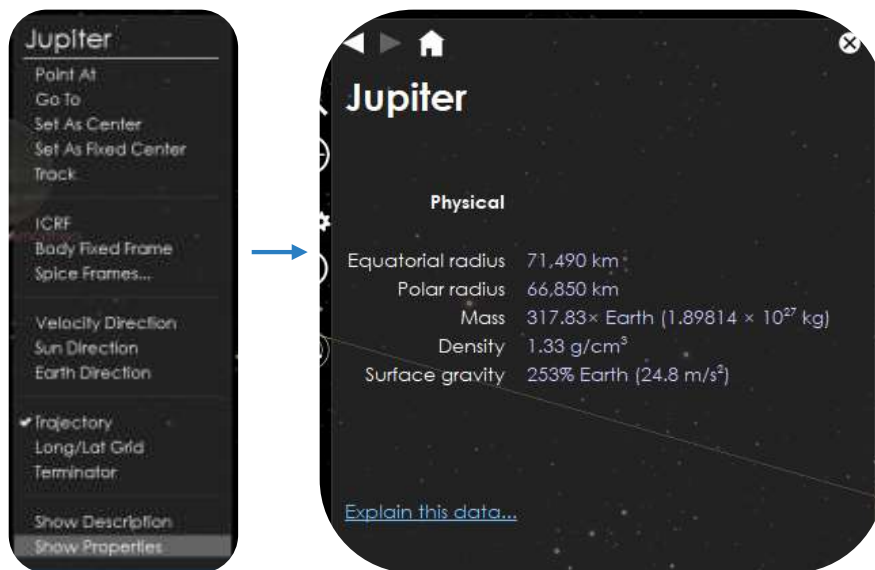 Jupiter
Point At
Go To
Set As Center
Set As Fixed Center
Track
ICRF
Body Fixed Frame
Spice Frames...
Velocity Direction
Sun Direction
Earth Direction
✔Trajectory
Long/Lat Grid
Terminator
Show Description
Show Properties
Jupiter
Physical
Equatorial radius 71,490 km
Polar radius 66,850 km
Mass 317.83× Earth (1.89814 × 10²⁷ kg)
Density 1.33 g/cm³
Surface gravity 253% Earth (24.8 m/s²)
Explain this data...